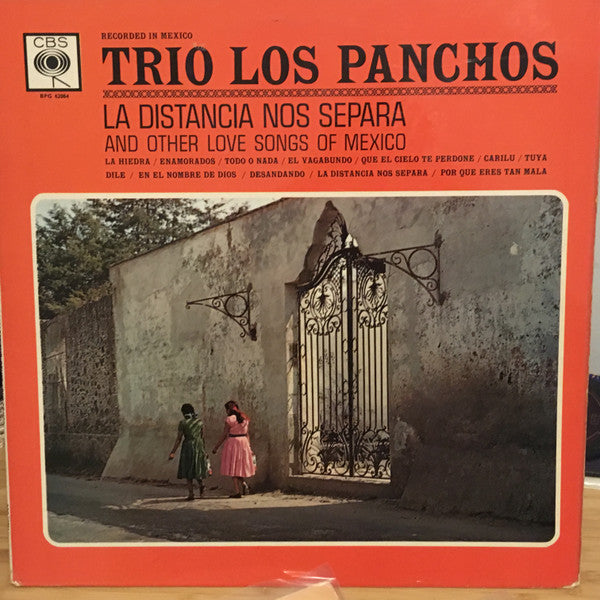 CBS
BPG 62064
RECORDED IN MEXICO
TRIO LOS PANCHOS
LA DISTANCIA NOS SEPARA
AND OTHER LOVE SONGS OF MEXICO
LA HIEDRA / ENAMORADOS / TODO O NADA / EL VAGABUNDO / QUE EL CIELO TE PERDONE / CARILU / TUYA
DILE / EN EL NOMBRE DE DIOS / DESANDANDO / LA DISTANCIA NOS SEPARA / POR QUE ERES TAN MALA